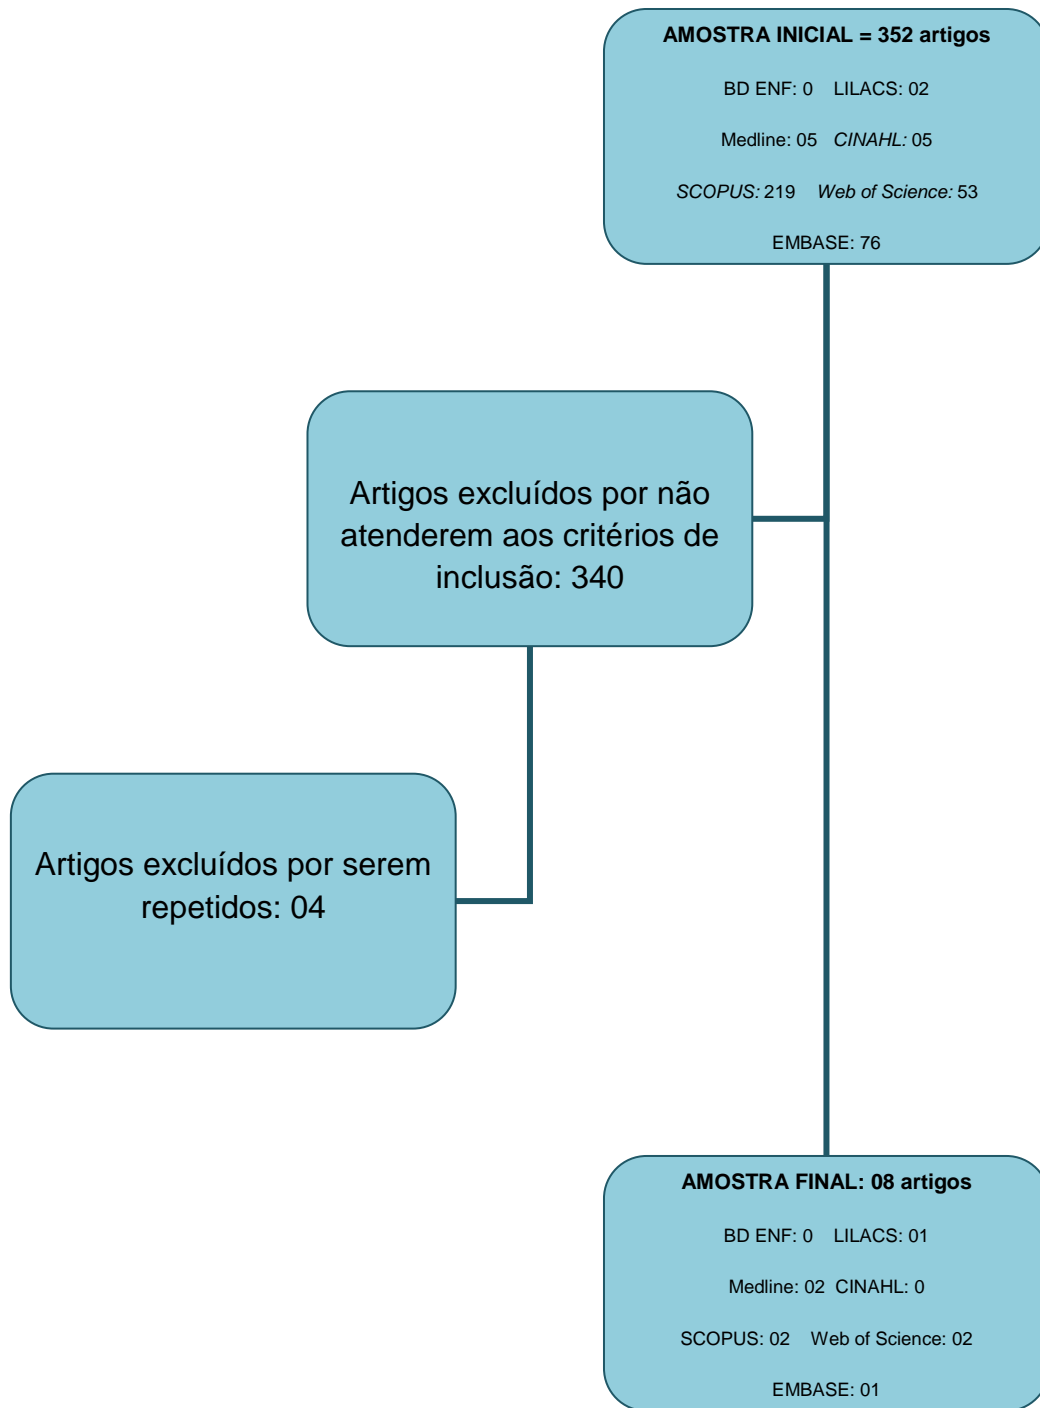 AMOSTRA INICIAL = 352 artigos
BD ENF: 0 LILACS: 02
Medline: 05 CINAHL: 05
SCOPUS: 219 Web of Science: 53
EMBASE: 76
Artigos excluídos por não
atenderem aos critérios de
inclusão: 340
Artigos excluídos por serem
repetidos: 04
AMOSTRA FINAL: 08 artigos
BD ENF: 0 LILACS: 01
Medline: 02 CINAHL: 0
SCOPUS: 02 Web of Science: 02
EMBASE: 01